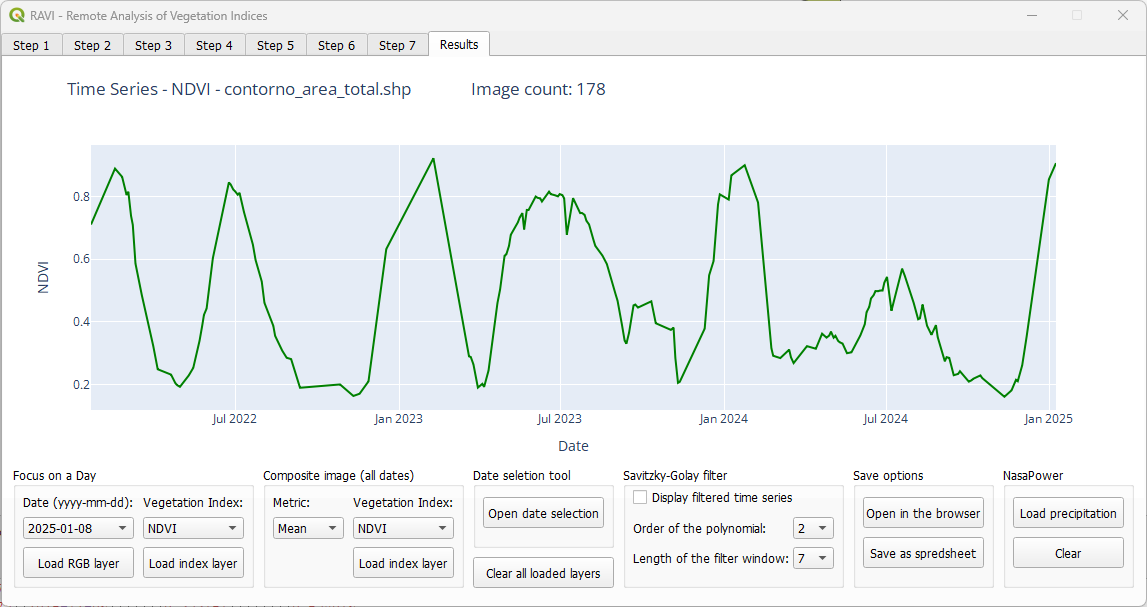 RAVI - Remote Analysis of Vegetation Indices
Step 1 Step 2 Step 3 Step 4 Step 5 Step 6 Step 7 Results
Time Series - NDVI - contorno_area_total.shp Image count: 178
NDVI
0.8
0.6
0.4
0.2
Jul 2022 Jan 2023 Jul 2023 Jan 2024 Jul 2024 Jan 2025
Date
Focus on a Day
Date (yyyy-mm-dd): Vegetation Index:
2025-01-08 NDVI
Load RGB layer Load index layer
Composite image (all dates)
Metric: Vegetation Index:
Mean NDVI
Load index layer
Date seletion tool
Open date selection
Clear all loaded layers
Savitzky-Golay filter
Display filtered time series
Order of the polynomial: 2
Length of the filter window: 7
Save options
Open in the browser
Save as spredsheet
NasaPower
Load precipitation
Clear